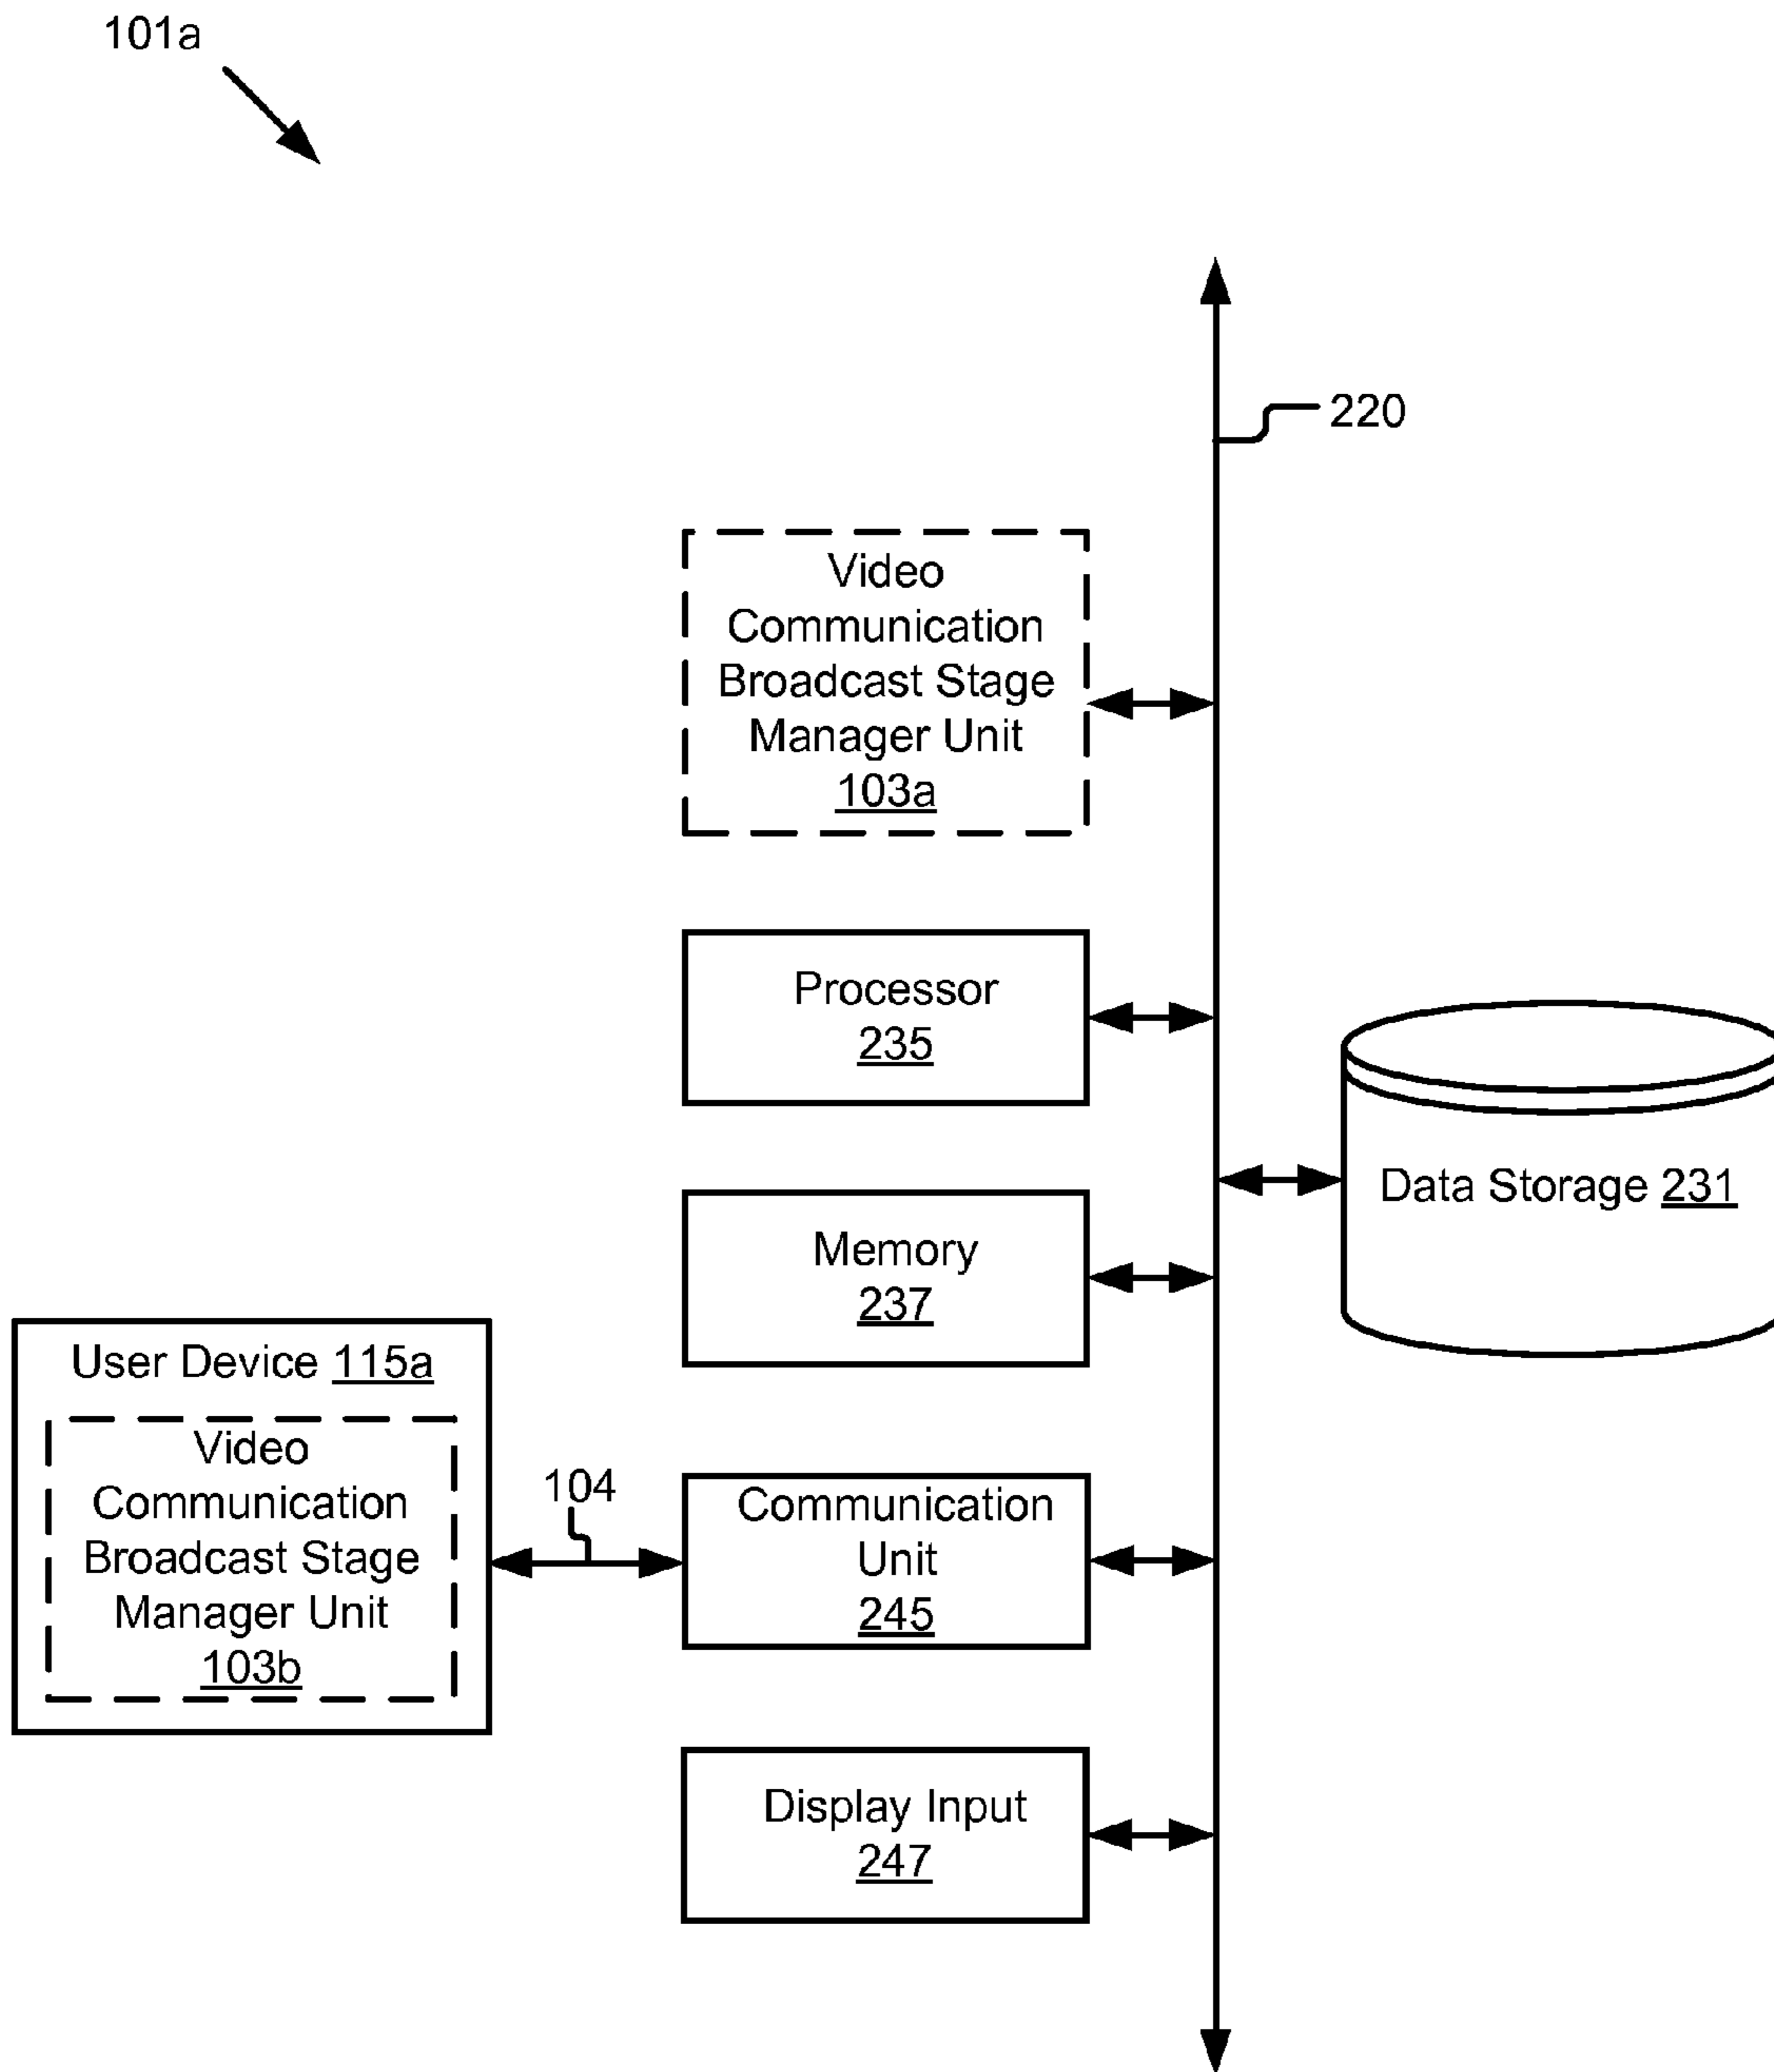 101a
220
Video
Communication
Broadcast Stage
Manager Unit
103a
Processor
235
Data Storage 231
Memory
237
User Device 115a
Video
Communication
Broadcast Stage
Manager Unit
103b
104
Communication
Unit
245
Display Input
247